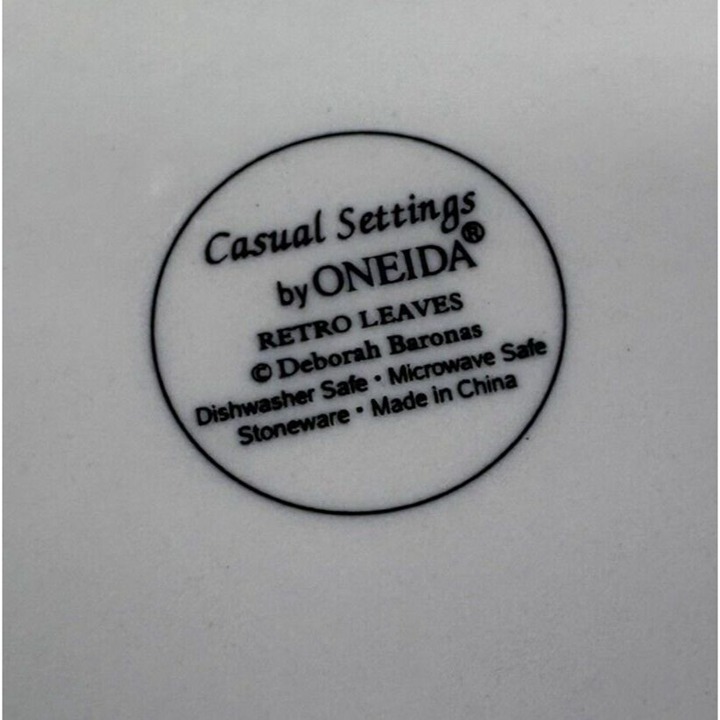 Casual Settings
by ONEIDA®
RETRO LEAVES
© Deborah Baronas
Dishwasher Safe • Microwave Safe
Stoneware • Made in China